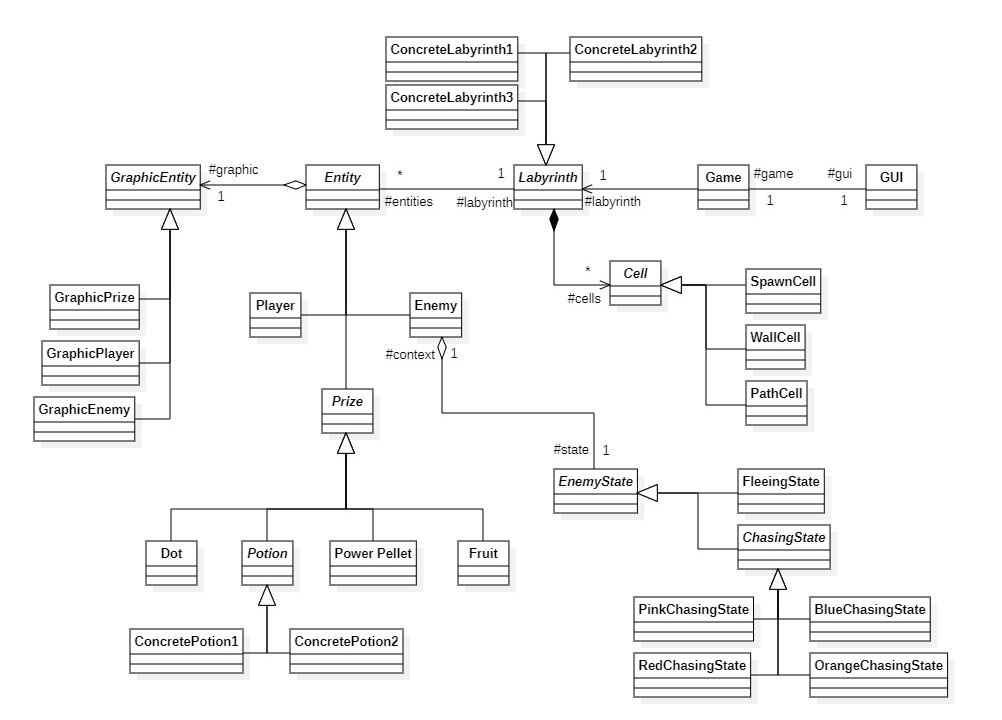 ConcreteLabyrinth1
ConcreteLabyrinth2
ConcreteLabyrinth3
GraphicEntity
#graphic
1
Entity
*
#entities
1
#labyrinth
Labyrinth
1
#labyrinth
Game
#game
1
#gui
1
GUI
*
#cells
Cell
SpawnCell
WallCell
PathCell
GraphicPrize
GraphicPlayer
GraphicEnemy
Player
Enemy
#context
1
Prize
#state
1
EnemyState
FleeingState
ChasingState
Dot
Potion
Power Pellet
Fruit
ConcretePotion1
ConcretePotion2
PinkChasingState
BlueChasingState
RedChasingState
OrangeChasingState